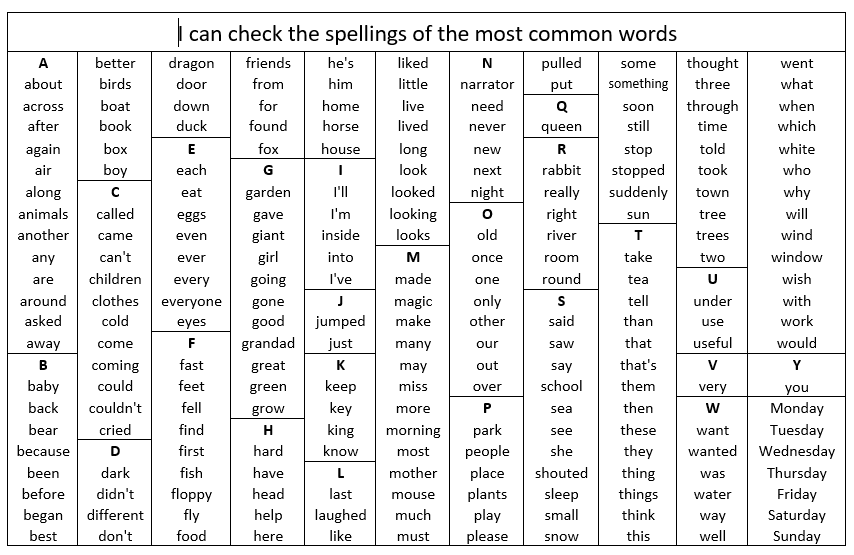 I can check the spellings of the most common words
A
about
across
after
again
air
along
animals
another
any
are
around
asked
away
B
baby
back
bear
because
been
before
began
best
better
birds
boat
book
box
boy
C
called
came
can't
children
clothes
cold
come
coming
could
couldn't
cried
D
dark
didn't
different
don't
dragon
door
down
duck
E
each
eat
eggs
even
ever
every
everyone
eyes
F
fast
feet
fell
find
first
fish
floppy
fly
food
friends
from
for
found
fox
G
garden
gave
giant
girl
going
gone
good
grandad
great
green
grow
H
hard
have
head
help
here
he's
him
home
horse
house
I
I'll
I'm
inside
into
I've
J
jumped
just
K
keep
key
king
know
L
last
laughed
like
liked
little
live
lived
long
look
looked
looking
looks
M
made
magic
make
many
may
miss
more
morning
most
mother
mouse
much
must
N
narrator
need
never
new
next
night
O
old
once
one
only
other
our
out
over
P
park
people
place
plants
play
please
pulled
put
Q
queen
R
rabbit
really
right
river
room
round
S
said
saw
say
school
sea
see
she
shouted
sleep
small
snow
some
something
soon
still
stop
stopped
suddenly
sun
T
take
tea
tell
than
that
that's
them
then
these
they
thing
things
think
this
thought
three
through
time
told
took
town
tree
trees
two
U
under
use
useful
V
very
W
want
wanted
was
water
way
well
went
what
when
which
white
who
why
will
wind
window
wish
with
work
would
Y
you
Monday
Tuesday
Wednesday
Thursday
Friday
Saturday
Sunday